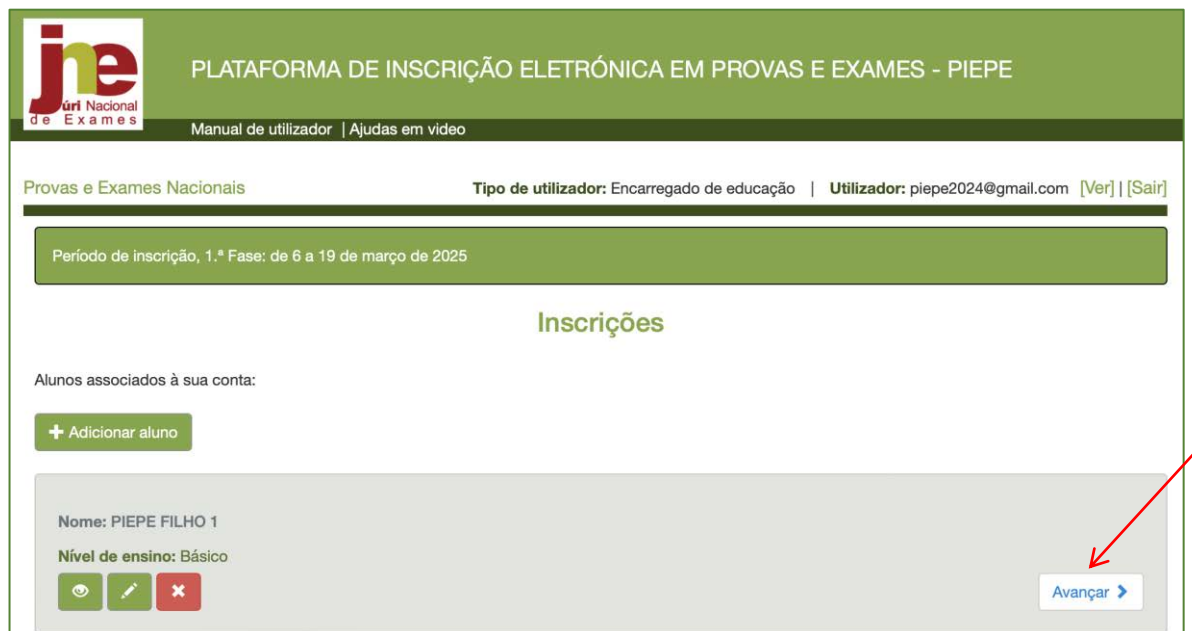 jne
Júri Nacional
de Exames
PLATAFORMA DE INSCRIÇÃO ELETRÓNICA EM PROVAS E EXAMES - PIEPE
Manual de utilizador | Ajudas em video
Provas e Exames Nacionais
Tipo de utilizador: Encarregado de educação | Utilizador: piepe2024@gmail.com [Ver] | [Sair]
Período de inscrição, 1.ª Fase: de 6 a 19 de março de 2025
Inscrições
Alunos associados à sua conta:
+ Adicionar aluno
Nome: PIEPE FILHO 1
Nível de ensino: Básico
Avançar